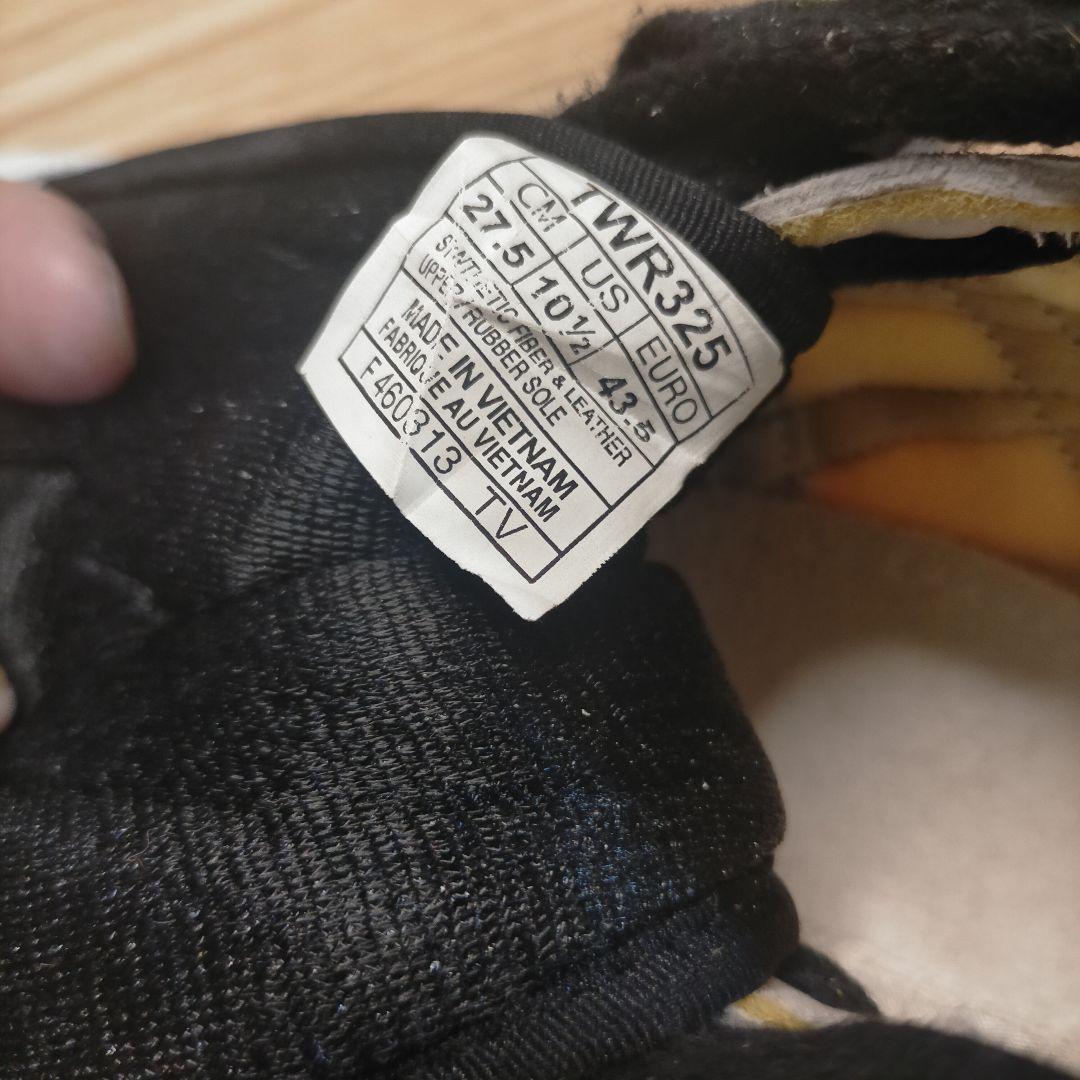 TWR325
CM US EURO
27.5 10½ 43.5
SYNTHETIC FIBER & LEATHER
UPPER / RUBBER SOLE
MADE IN VIETNAM
FABRIQUE AU VIETNAM
F 460313 TV